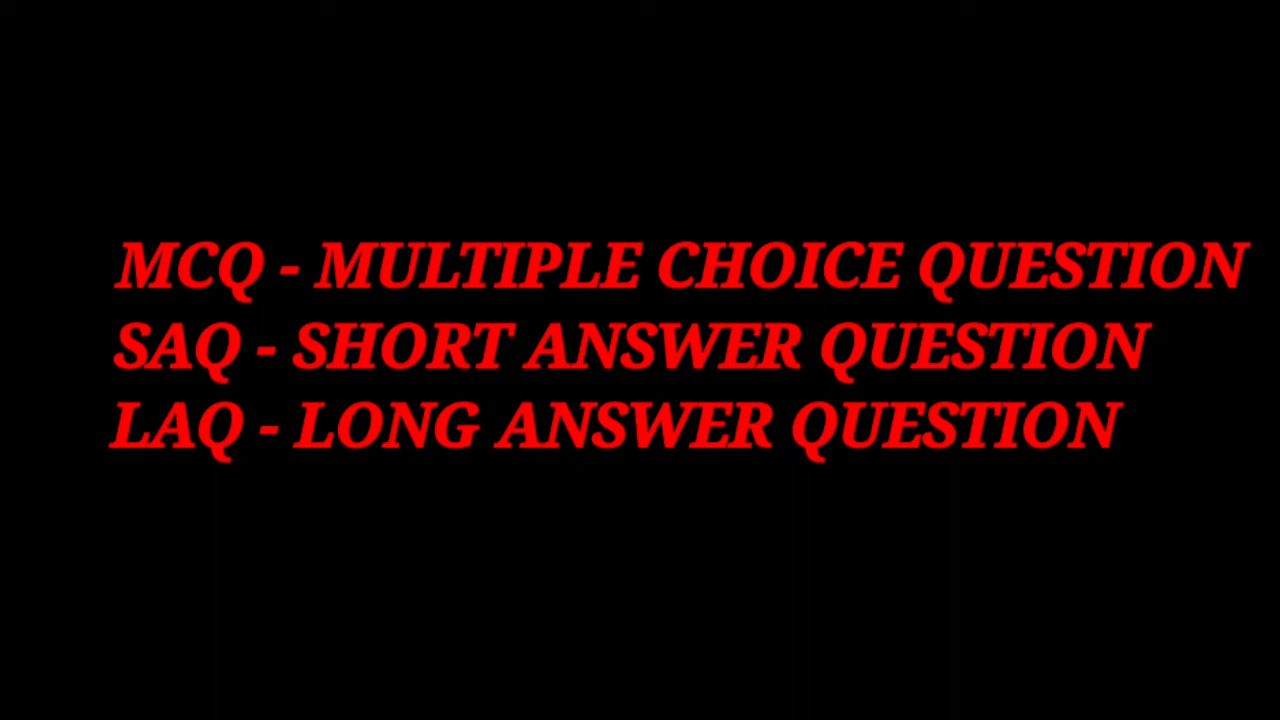 MCQ - MULTIPLE CHOICE QUESTION
SAQ - SHORT ANSWER QUESTION
LAQ - LONG ANSWER QUESTION